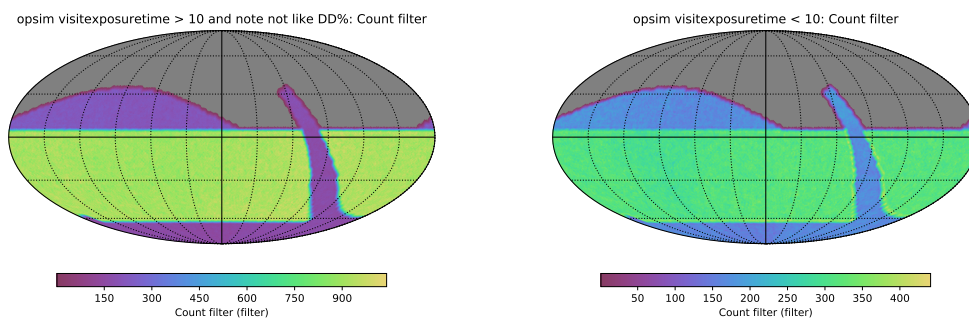 opsim visitexposuretime > 10 and note not like DD%: Count filter
150 300 450 600 750 900
Count filter (filter)
opsim visitexposuretime < 10: Count filter
50 100 150 200 250 300 350 400
Count filter (filter)